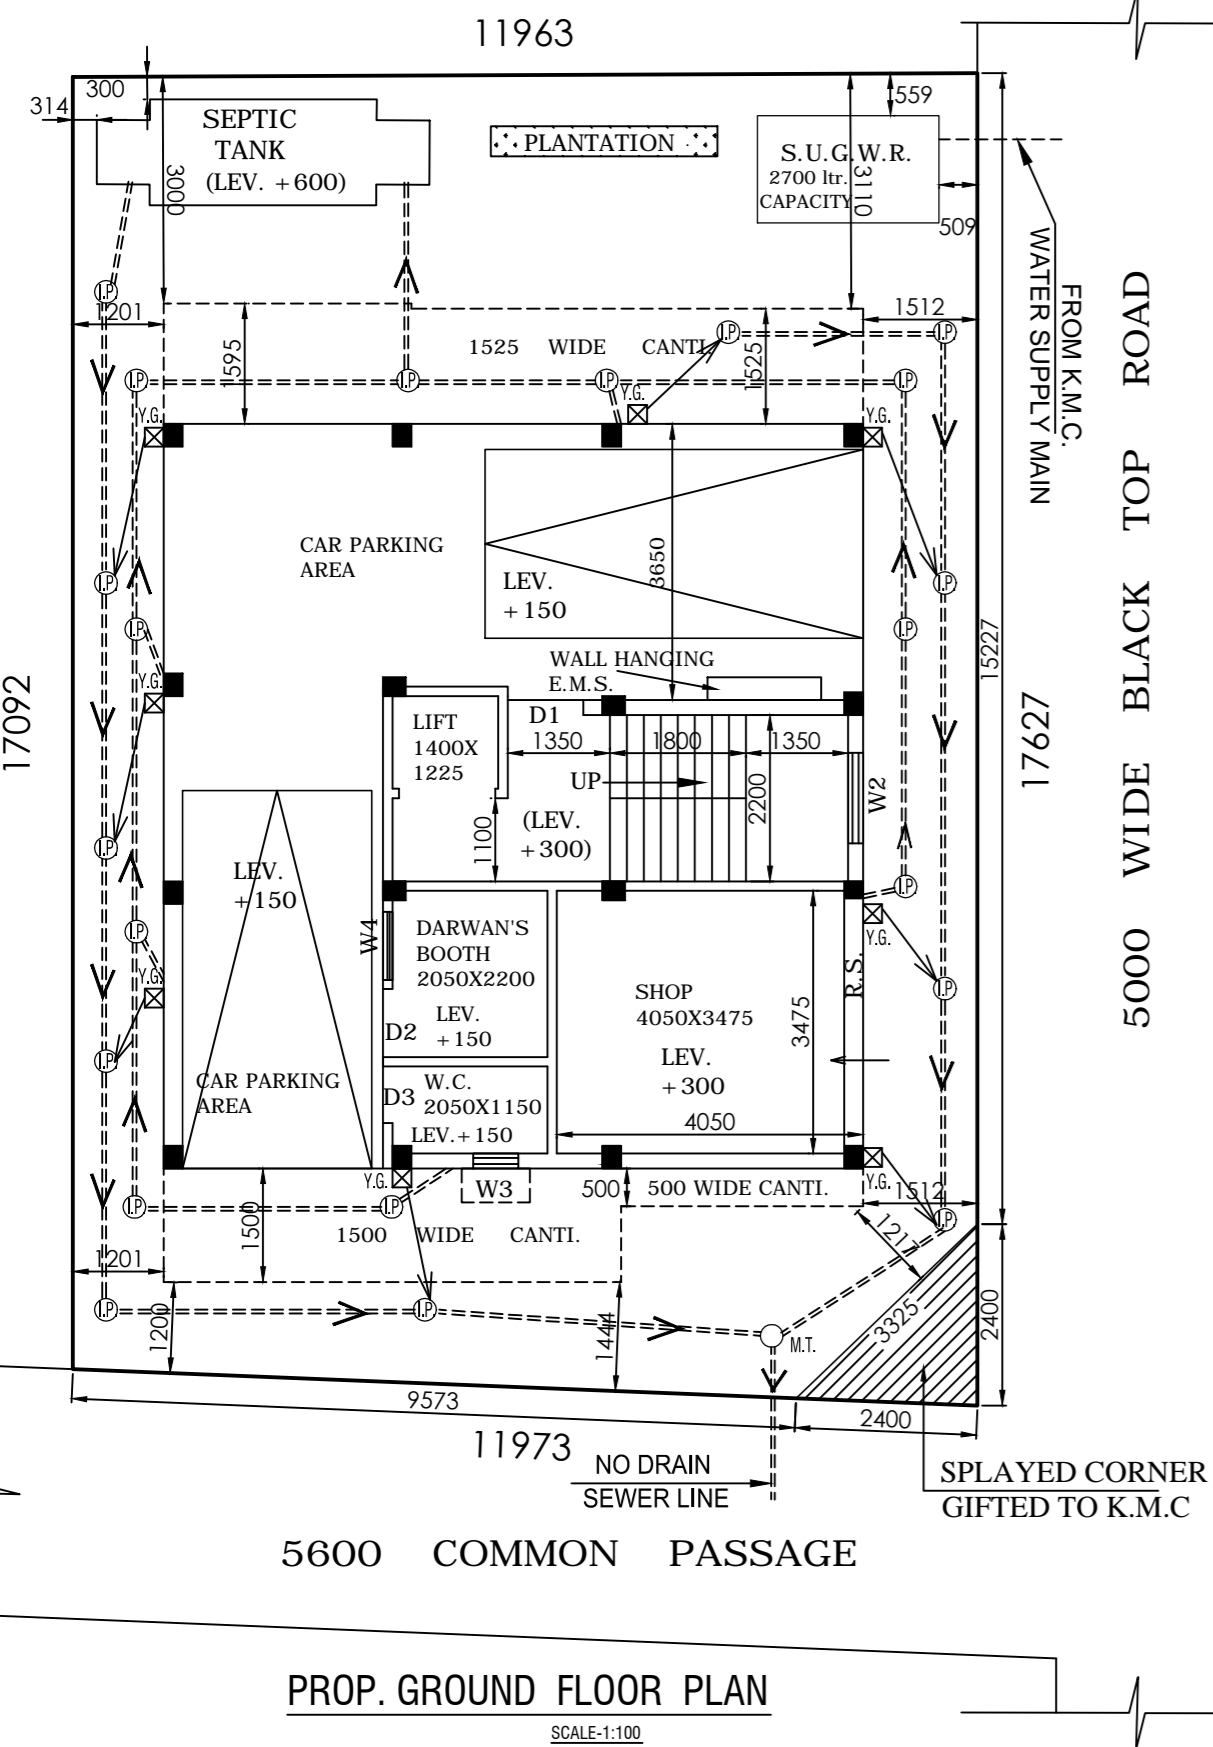 11963
300
314
559
SEPTIC
TANK
(LEV. +600)
3000
PLANTATION
S.U.G.W.R.
2700 ltr.
CAPACITY
3110
509
FROM K.M.C.
WATER SUPPLY MAIN
5000 WIDE BLACK TOP ROAD
I.P
1201
1512
I.P
I.P
1595
1525 WIDE CANTI.
1525
I.P
I.P
I.P
I.P
Y.G.
Y.G.
Y.G.
CAR PARKING
AREA
LEV.
+150
3650
I.P
I.P
I.P
I.P
15227
17092
17627
Y.G.
WALL HANGING
E.M.S.
LIFT
1400X
1225
D1
1350
1800
1350
UP
2200
W2
1100
(LEV.
+300)
I.P
LEV.
+150
I.P
W4
DARWAN'S
BOOTH
2050X2200
LEV.
+150
D2
I.P
Y.G.
Y.G.
R.S.
I.P
SHOP
4050X3475
LEV.
+300
3475
I.P
CAR PARKING
AREA
D3
W.C.
2050X1150
LEV.+150
4050
Y.G.
W3
500
500 WIDE CANTI.
Y.G.
1512
I.P
I.P
I.P
1500
1500 WIDE CANTI.
1217
1201
I.P
I.P
1200
1444
M.T.
3325
2400
9573
2400
11973
NO DRAIN
SEWER LINE
SPLAYED CORNER
GIFTED TO K.M.C
5600 COMMON PASSAGE
PROP. GROUND FLOOR PLAN
SCALE-1:100